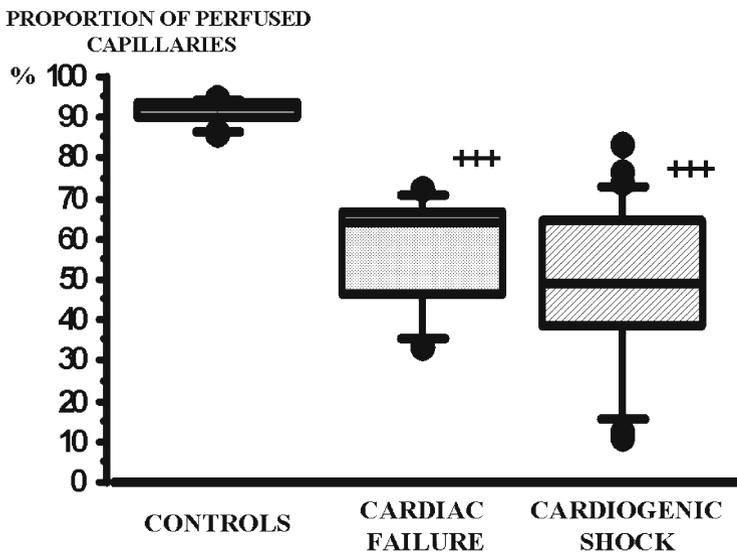 PROPORTION OF PERFUSED
CAPILLARIES
% 100
90
80
70
60
50
40
30
20
10
0
+++
+++
CONTROLS
CARDIAC
FAILURE
CARDIOGENIC
SHOCK